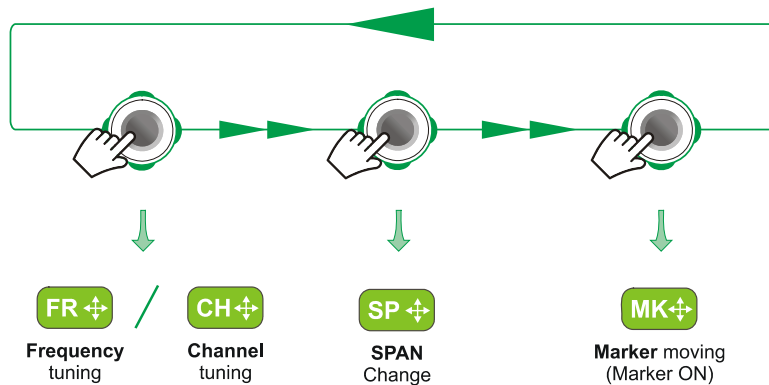 FR / CH SP MK
Frequency Channel SPAN Marker moving
tuning tuning Change (Marker ON)